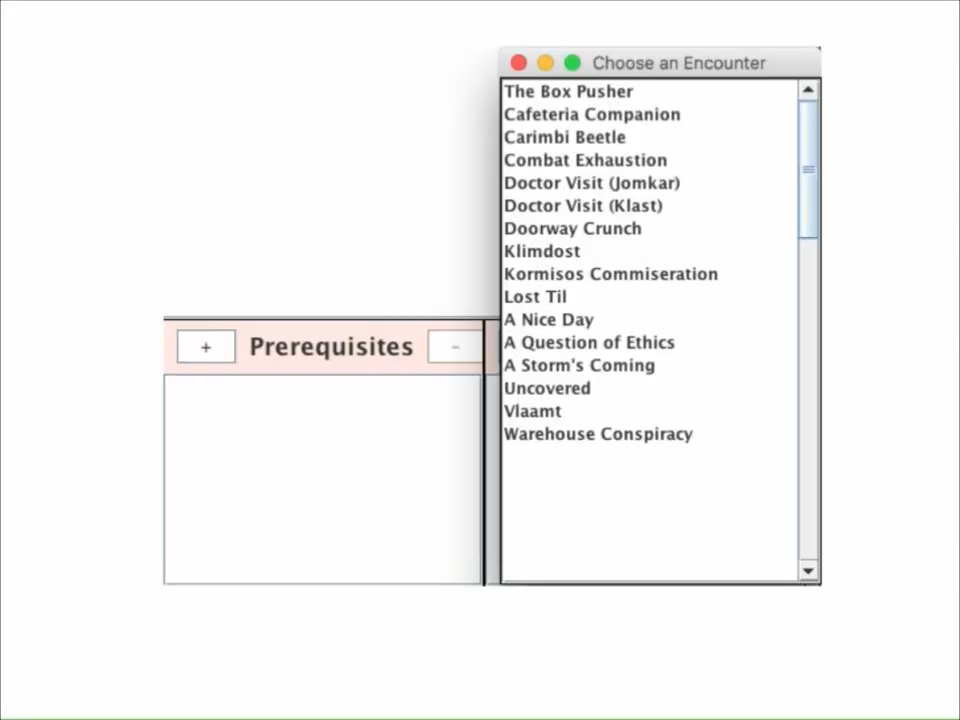 Choose an Encounter
The Box Pusher
Cafeteria Companion
Carimbi Beetle
Combat Exhaustion
Doctor Visit (Jomkar)
Doctor Visit (Klast)
Doorway Crunch
Klimdost
Kormisos Commiseration
Lost Til
A Nice Day
A Question of Ethics
A Storm's Coming
Uncovered
Vlaamt
Warehouse Conspiracy
+ Prerequisites -